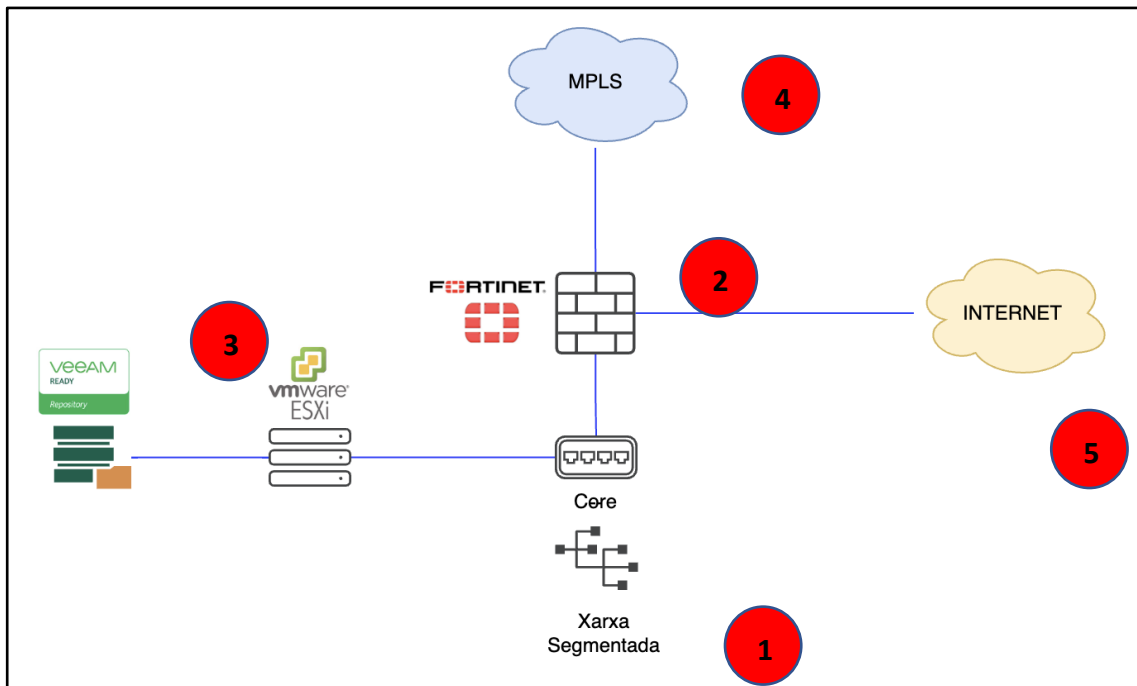 MPLS
4
FORTINET
2
INTERNET
3
veeAM
READY
Repository
vmware
ESXi
5
Core
Xarxa
Segmentada
1